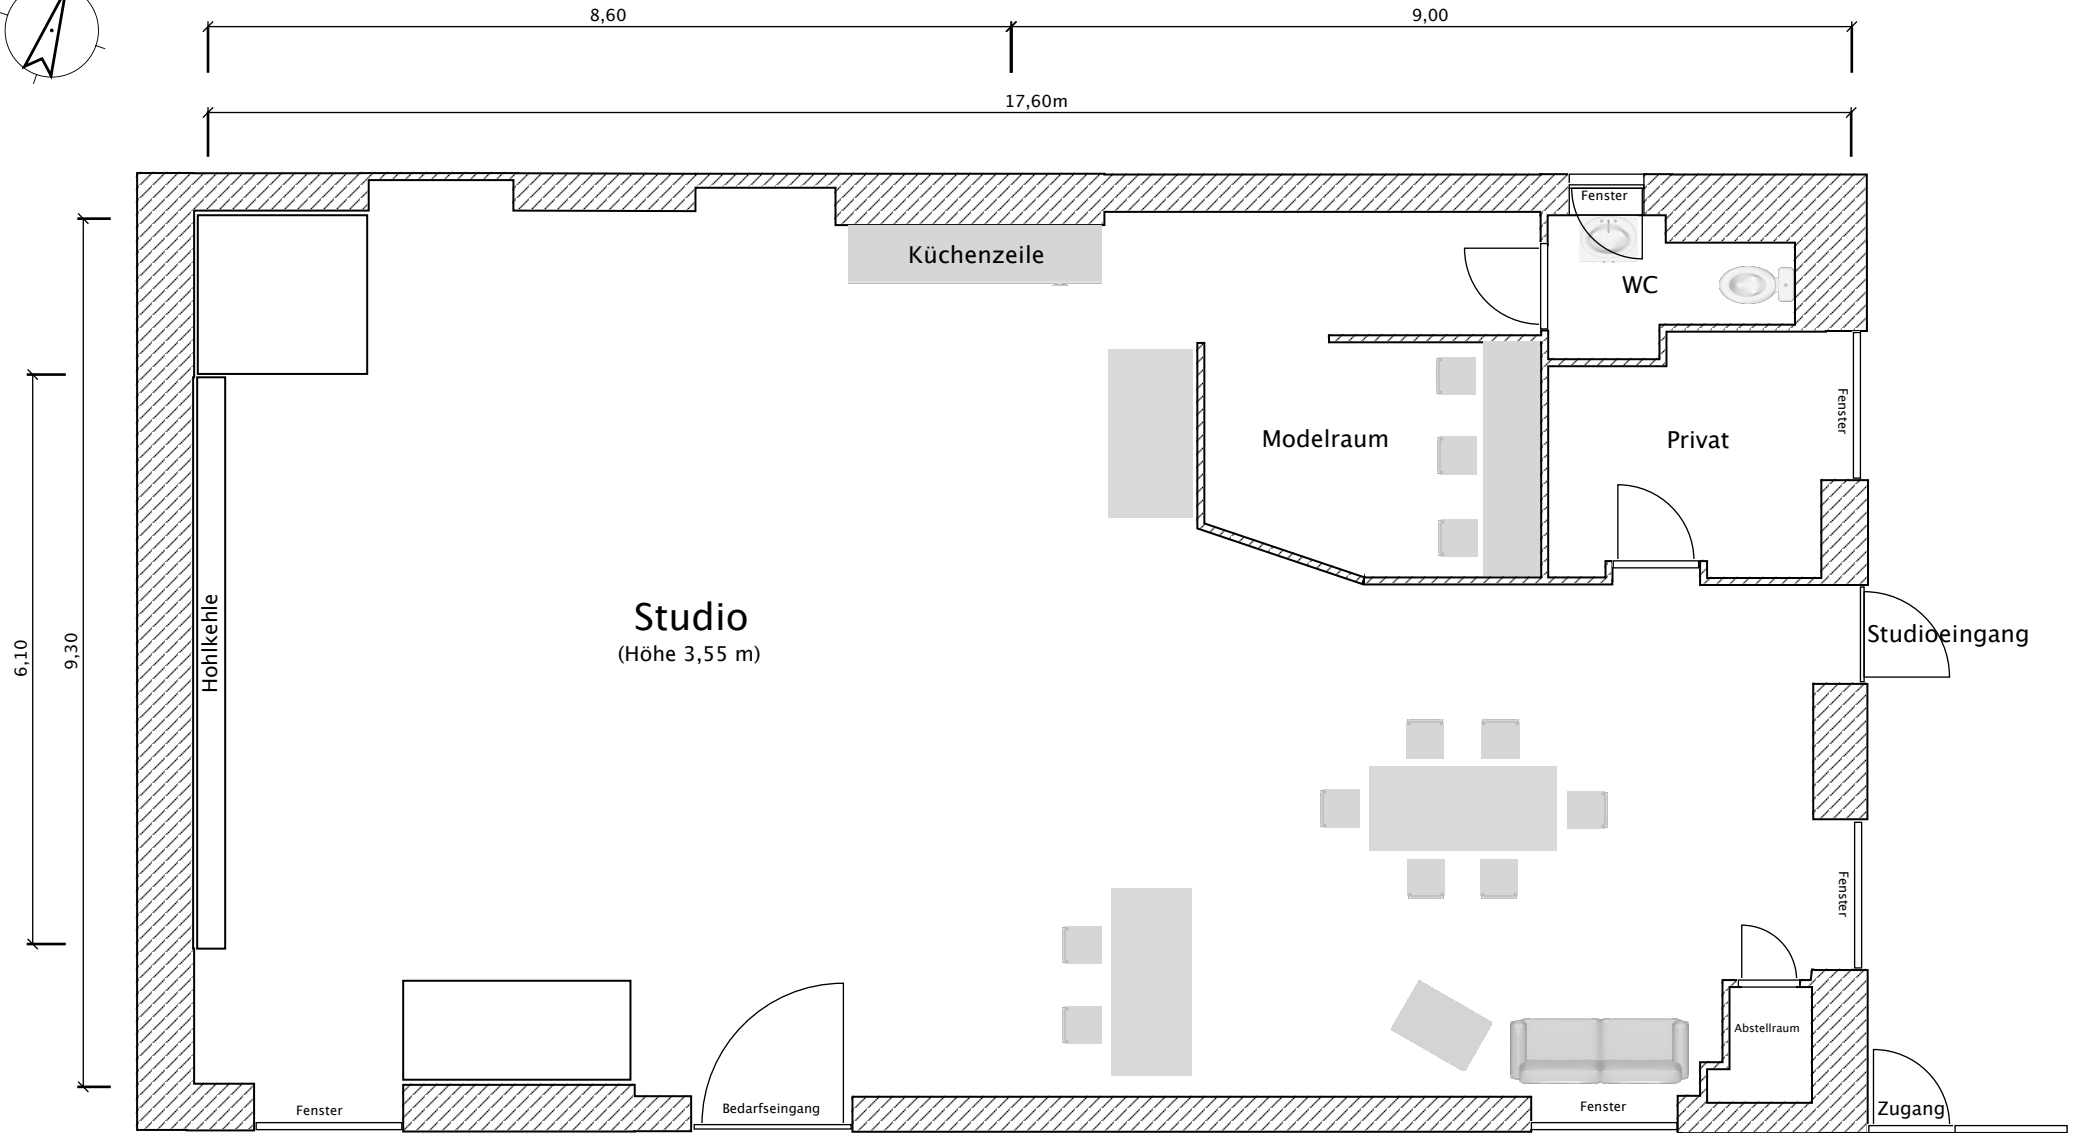 8,60
9,00
17,60m
Fenster
Küchenzeile
WC
Fenster
Modelraum
Privat
Hohlkehle
Studio
(Höhe 3,55 m)
6,10
9,30
Studioeingang
Fenster
Abstellraum
Fenster
Bedarfseingang
Fenster
Zugang